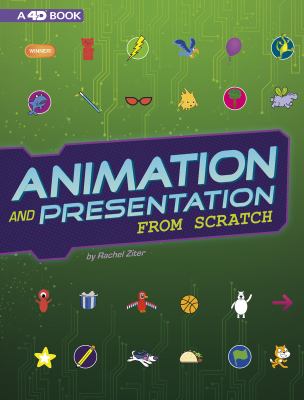 A 4D BOOK
WINNER!
ANIMATION
AND PRESENTATION
FROM SCRATCH
by Rachel Ziter